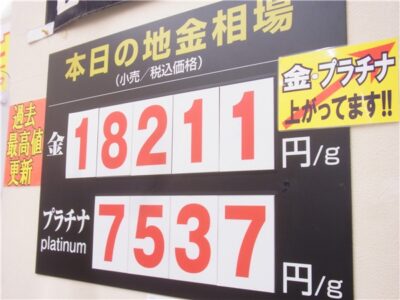 本日の地金相場
(小売／税込価格)
金 18211 円/g
プラチナ
platinum 7537 円/g
過去
最高値
更新
金・プラチナ
上がってます!!